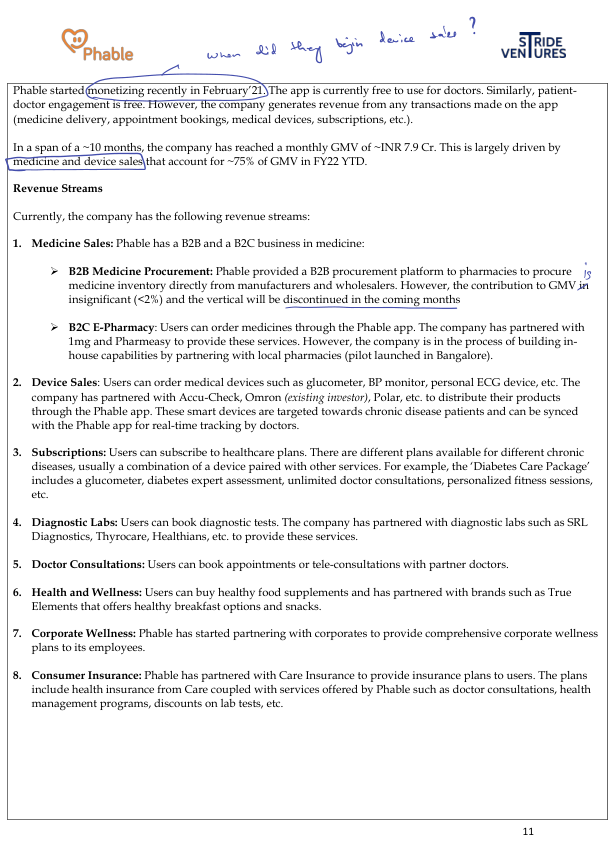 Phable
when did they begin device sales ?
STRIDE
VENTURES
Phable started monetizing recently in February'21. The app is currently free to use for doctors. Similarly, patient-
doctor engagement is free. However, the company generates revenue from any transactions made on the app
(medicine delivery, appointment bookings, medical devices, subscriptions, etc.).
In a span of a ~10 months, the company has reached a monthly GMV of ~INR 7.9 Cr. This is largely driven by
medicine and device sales that account for ~75% of GMV in FY22 YTD.
Revenue Streams
Currently, the company has the following revenue streams:
1. Medicine Sales: Phable has a B2B and a B2C business in medicine:
is
➢ B2B Medicine Procurement: Phable provided a B2B procurement platform to pharmacies to procure
medicine inventory directly from manufacturers and wholesalers. However, the contribution to GMV in
insignificant (<2%) and the vertical will be discontinued in the coming months
➢ B2C E-Pharmacy: Users can order medicines through the Phable app. The company has partnered with
1mg and Pharmeasy to provide these services. However, the company is in the process of building in-
house capabilities by partnering with local pharmacies (pilot launched in Bangalore).
2. Device Sales: Users can order medical devices such as glucometer, BP monitor, personal ECG device, etc. The
company has partnered with Accu-Check, Omron (existing investor), Polar, etc. to distribute their products
through the Phable app. These smart devices are targeted towards chronic disease patients and can be synced
with the Phable app for real-time tracking by doctors.
3. Subscriptions: Users can subscribe to healthcare plans. There are different plans available for different chronic
diseases, usually a combination of a device paired with other services. For example, the 'Diabetes Care Package'
includes a glucometer, diabetes expert assessment, unlimited doctor consultations, personalized fitness sessions,
etc.
4. Diagnostic Labs: Users can book diagnostic tests. The company has partnered with diagnostic labs such as SRL
Diagnostics, Thyrocare, Healthians, etc. to provide these services.
5. Doctor Consultations: Users can book appointments or tele-consultations with partner doctors.
6. Health and Wellness: Users can buy healthy food supplements and has partnered with brands such as True
Elements that offers healthy breakfast options and snacks.
7. Corporate Wellness: Phable has started partnering with corporates to provide comprehensive corporate wellness
plans to its employees.
8. Consumer Insurance: Phable has partnered with Care Insurance to provide insurance plans to users. The plans
include health insurance from Care coupled with services offered by Phable such as doctor consultations, health
management programs, discounts on lab tests, etc.
11